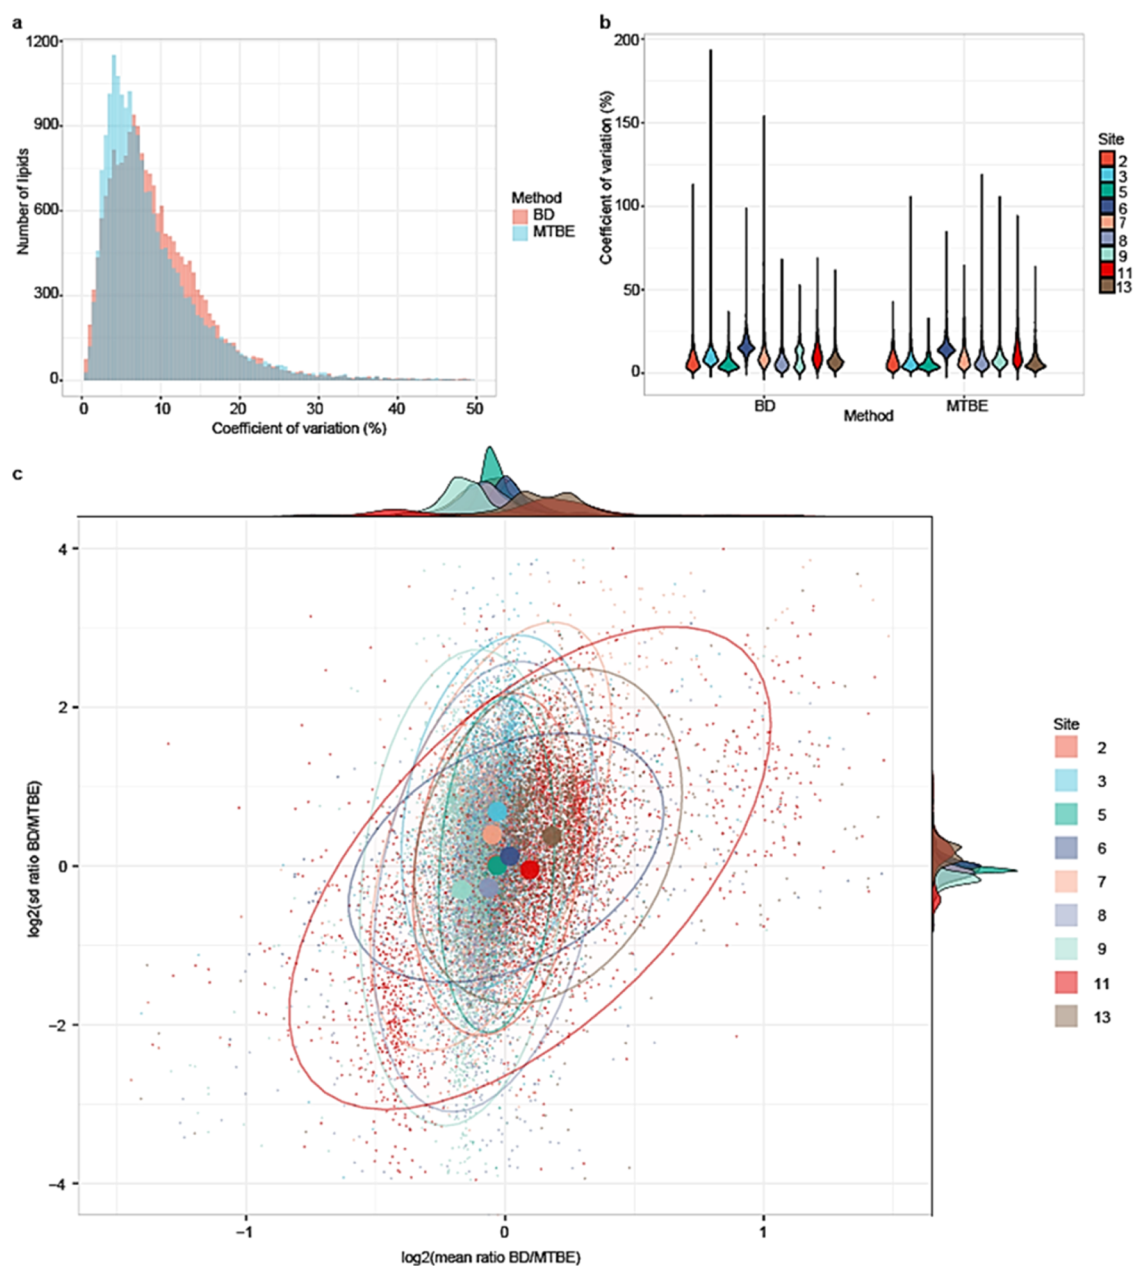 a
1200
900
600
300
0
Number of lipids
0 10 20 30 40 50
Coefficient of variation (%)
Method
BD
MTBE
b
200
150
100
50
0
Coefficient of variation (%)
BD MTBE
Method
Site
2
3
5
6
7
8
9
11
13
c
4
2
0
−2
−4
log2(sd ratio BD/MTBE)
−1 0 1
log2(mean ratio BD/MTBE)
Site
2
3
5
6
7
8
9
11
13